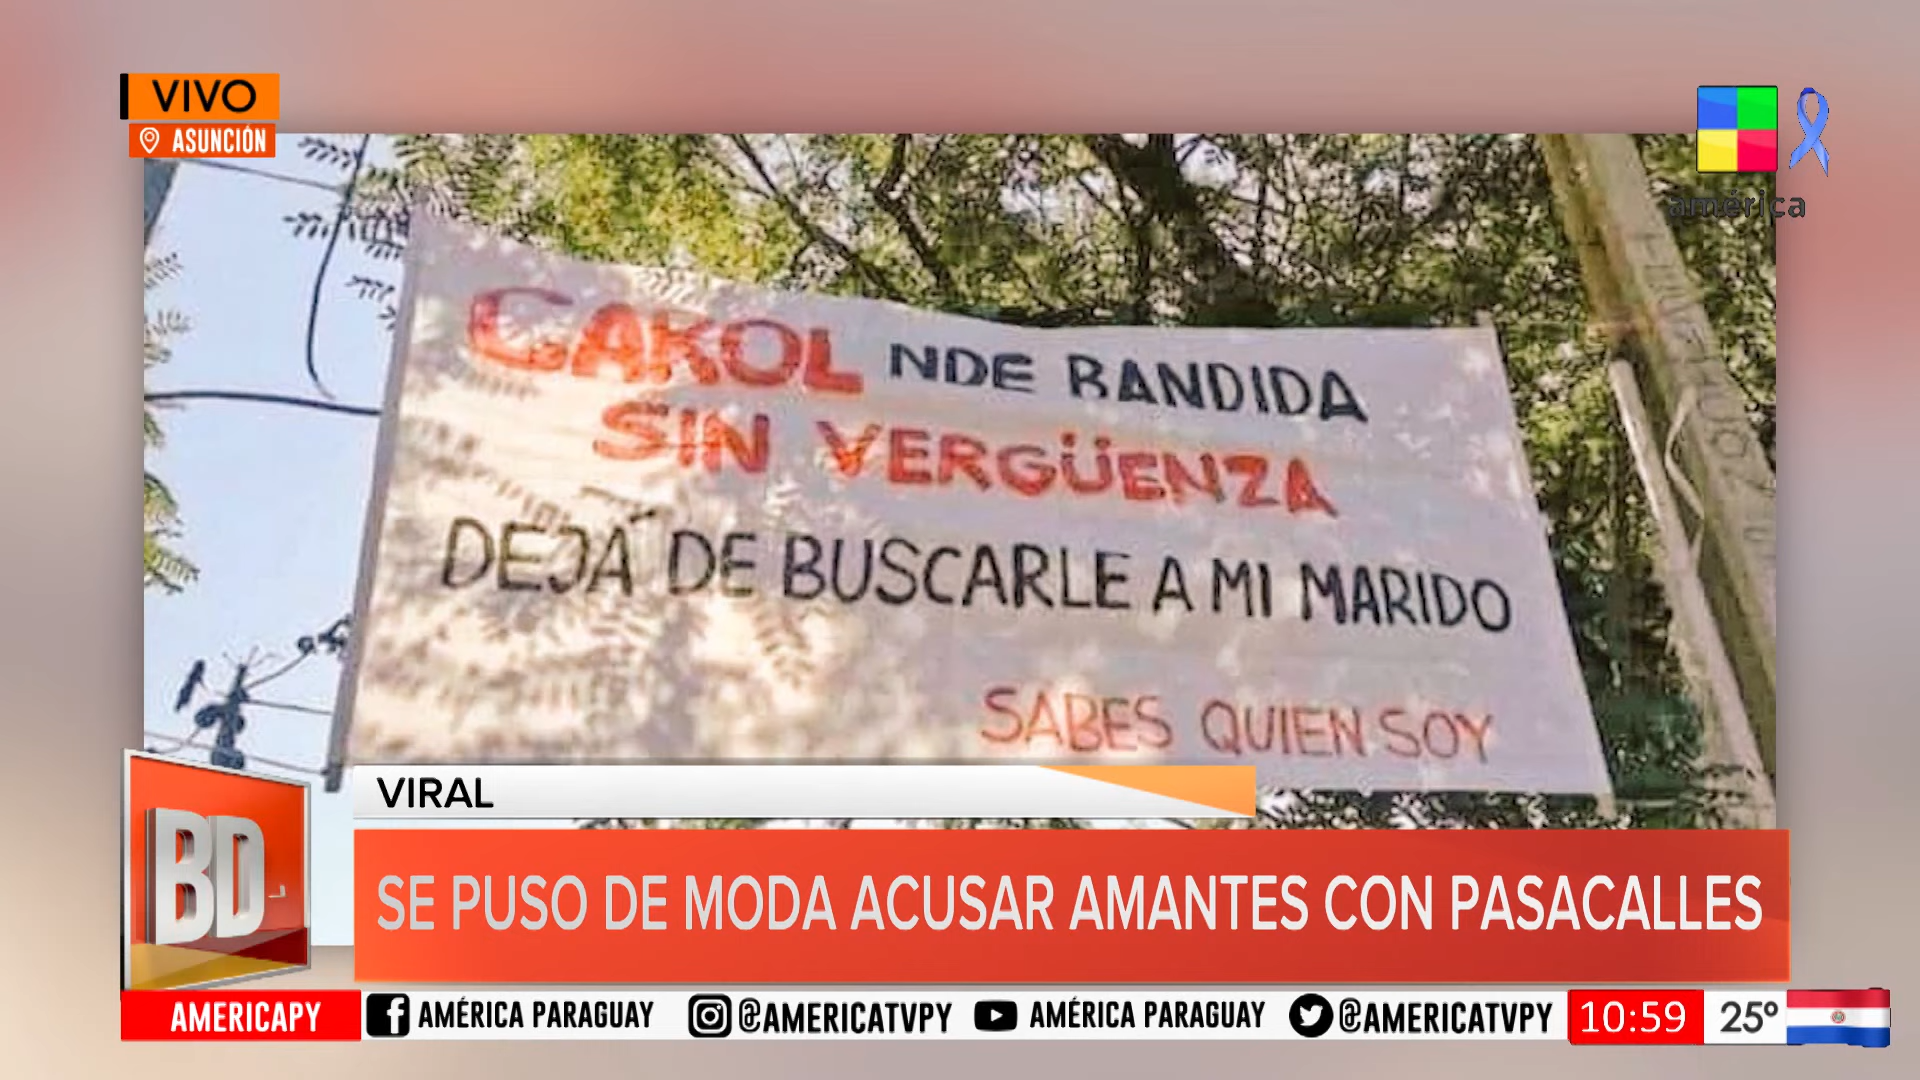 VIVO
ASUNCIÓN
américa
CAROL NDE BANDIDA
SIN VERGÜENZA
DEJÁ DE BUSCARLE A MI MARIDO
SABES QUIEN SOY
VIRAL
BD
SE PUSO DE MODA ACUSAR AMANTES CON PASACALLES
AMERICAPY AMÉRICA PARAGUAY @AMERICATVPY AMÉRICA PARAGUAY @AMERICATVPY 10:59 25º